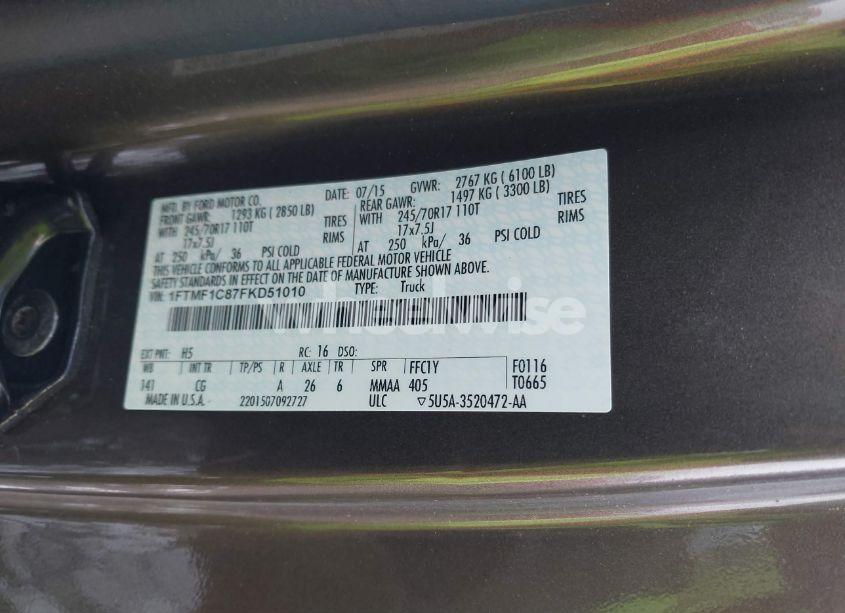 MFD. BY FORD MOTOR CO.
DATE: 07/15 GVWR: 2767 KG ( 6100 LB)
FRONT GAWR: 1293 KG ( 2850 LB) REAR GAWR: 1497 KG ( 3300 LB)
WITH 245/70R17 110T TIRES WITH 245/70R17 110T TIRES
17x7.5J RIMS 17x7.5J RIMS
AT 250 kPa/ 36 PSI COLD AT 250 kPa/ 36 PSI COLD
THIS VEHICLE CONFORMS TO ALL APPLICABLE FEDERAL MOTOR VEHICLE
SAFETY STANDARDS IN EFFECT ON THE DATE OF MANUFACTURE SHOWN ABOVE.
VIN: 1FTMF1C87FKD51010 TYPE: Truck
wheelwise
EXT PNT: H5 RC: 16 DSO:
WB INT TR TP/PS R AXLE TR SPR FFC1Y F0116
141 CG A 26 6 MMAA 405 T0665
MADE IN U.S.A. 2201507092727 ULC ▽5U5A-3520472-AA